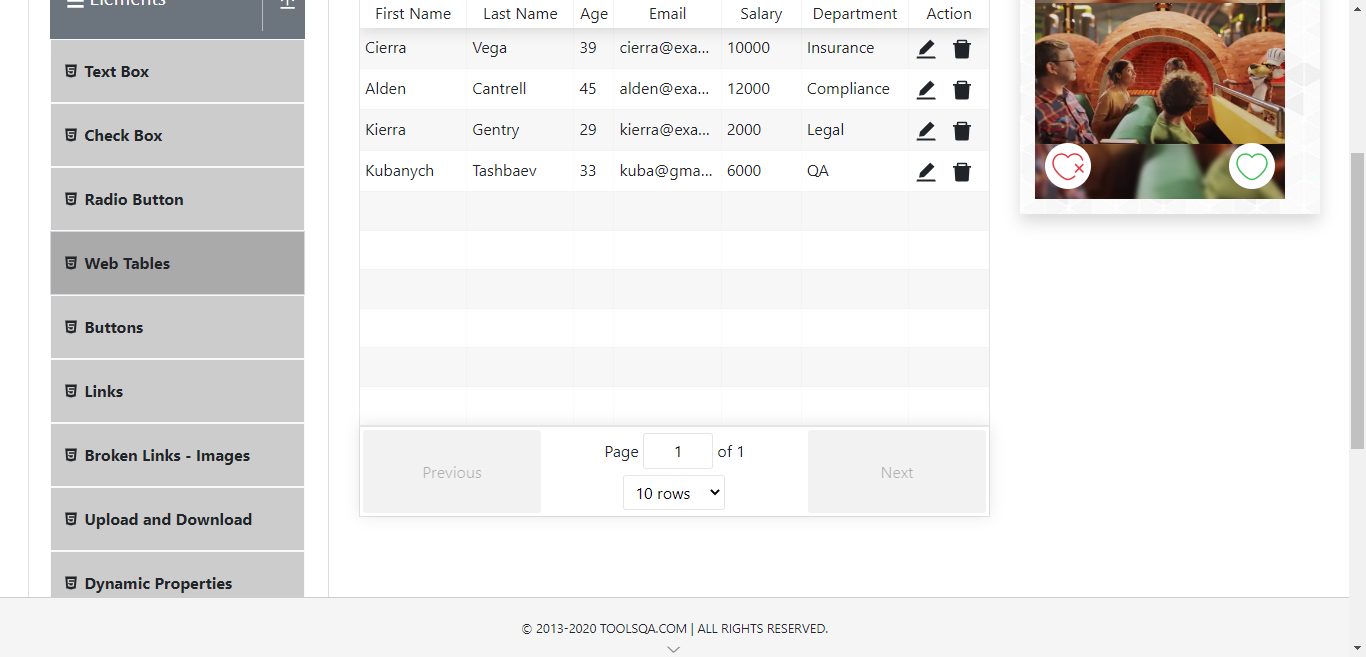 Elements
Text Box
Check Box
Radio Button
Web Tables
Buttons
Links
Broken Links - Images
Upload and Download
Dynamic Properties
First Name Last Name Age Email Salary Department Action
Cierra Vega 39 cierra@exa... 10000 Insurance
Alden Cantrell 45 alden@exa... 12000 Compliance
Kierra Gentry 29 kierra@exa... 2000 Legal
Kubanych Tashbaev 33 kuba@gma... 6000 QA
Previous Page 1 of 1 Next
10 rows
© 2013-2020 TOOLSQA.COM | ALL RIGHTS RESERVED.